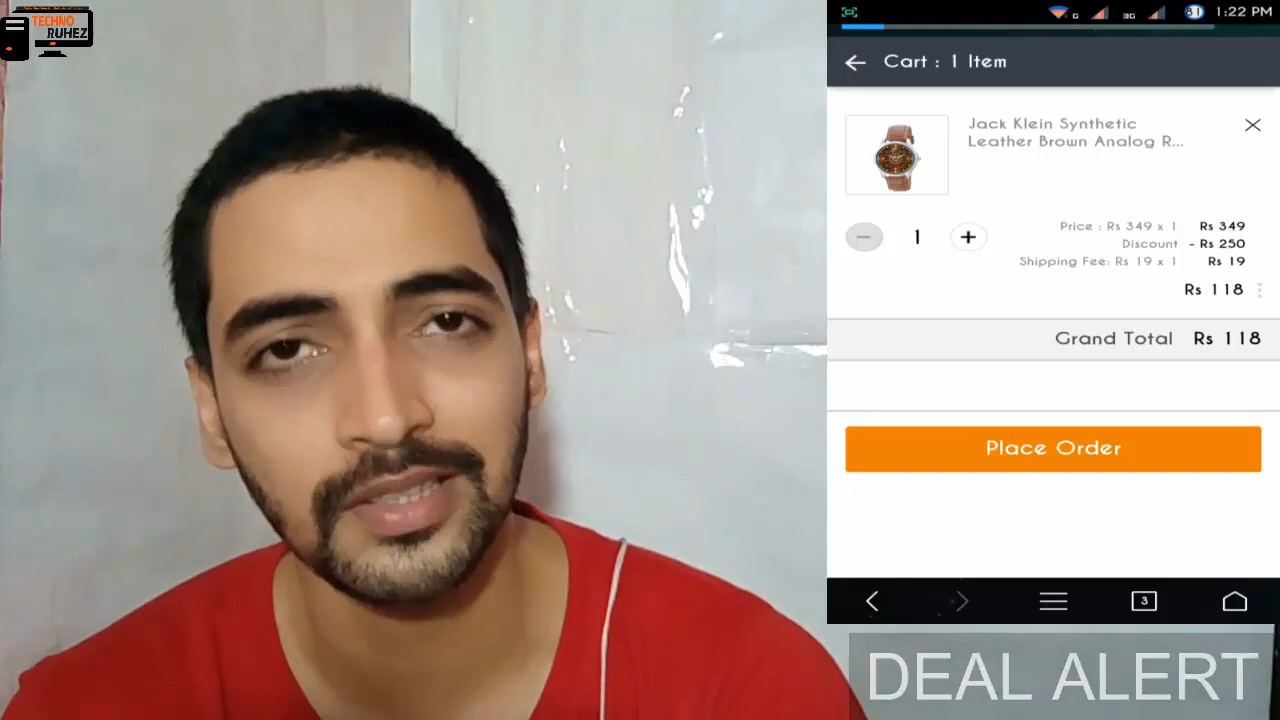 TECHNO
RUHEZ
G
3G
31
1:22 PM
Cart : 1 Item
Jack Klein Synthetic
Leather Brown Analog R...
1
Price : Rs 349 x 1 Rs 349
Discount - Rs 250
Shipping Fee: Rs 19 x 1 Rs 19
Rs 118
Grand Total Rs 118
Place Order
3
DEAL ALERT